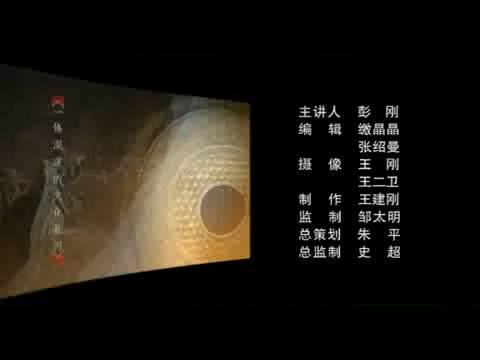 主讲人 彭 刚
编 辑 缴晶晶
张绍曼
摄 像 王 刚
王二卫
制 作 王建刚
监 制 邹太明
总策划 朱 平
总监制 史 超